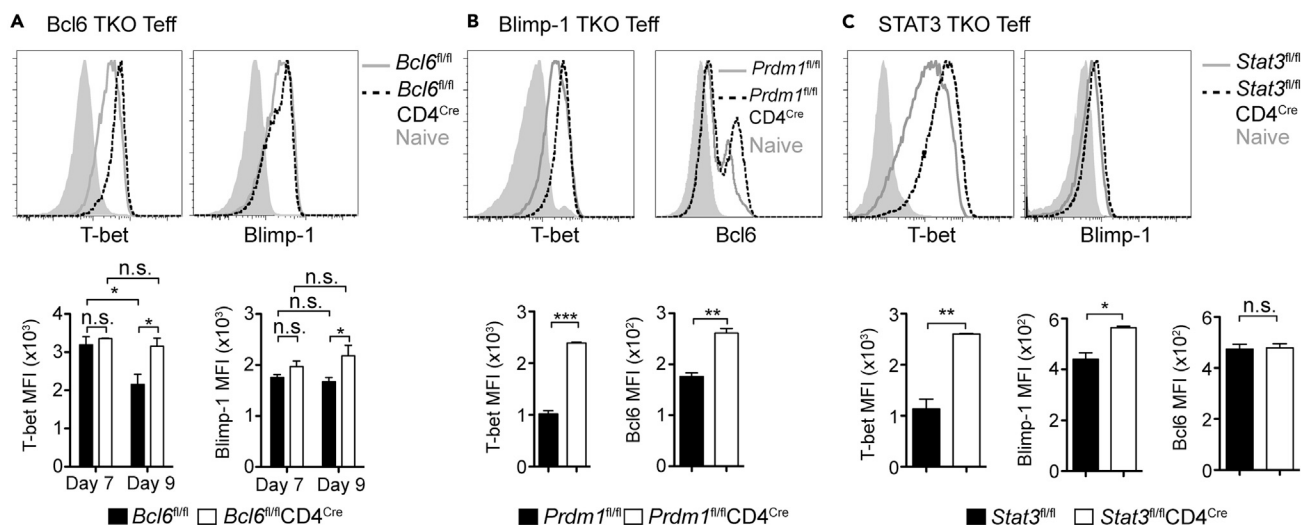 A Bcl6 TKO Teff
Bcl6fl/fl
Bcl6fl/fl
CD4Cre
Naive
T-bet
Blimp-1
n.s.
*
n.s.
*
n.s.
n.s.
n.s.
*
T-bet MFI (x10³)
4
3
2
1
0
Day 7 Day 9
Blimp-1 MFI (x10³)
3
2
1
0
Day 7 Day 9
Bcl6fl/fl Bcl6fl/flCD4Cre
B Blimp-1 TKO Teff
Prdm1fl/fl
Prdm1fl/fl
CD4Cre
Naive
T-bet
Bcl6
***
T-bet MFI (x10³)
3
2
1
0
**
Bcl6 MFI (x10²)
3
2
1
0
Prdm1fl/fl Prdm1fl/flCD4Cre
C STAT3 TKO Teff
Stat3fl/fl
Stat3fl/fl
CD4Cre
Naive
T-bet
Blimp-1
**
T-bet MFI (x10³)
3
2
1
0
*
Blimp-1 MFI (x10²)
6
4
2
0
n.s.
Bcl6 MFI (x10²)
6
4
2
0
Stat3fl/fl Stat3fl/flCD4Cre